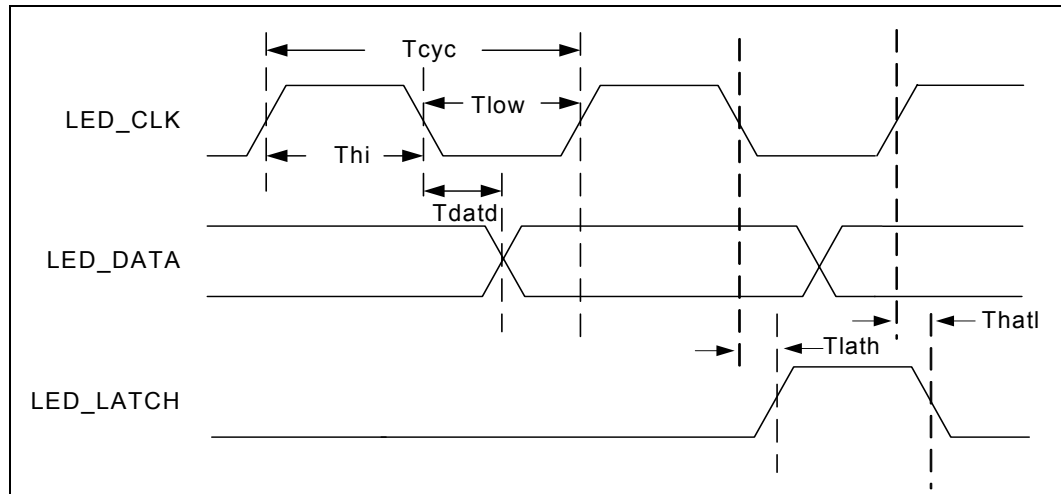 Tcyc
LED_CLK
Tlow
Thi
Tdatd
LED_DATA
Thatl
Tlath
LED_LATCH